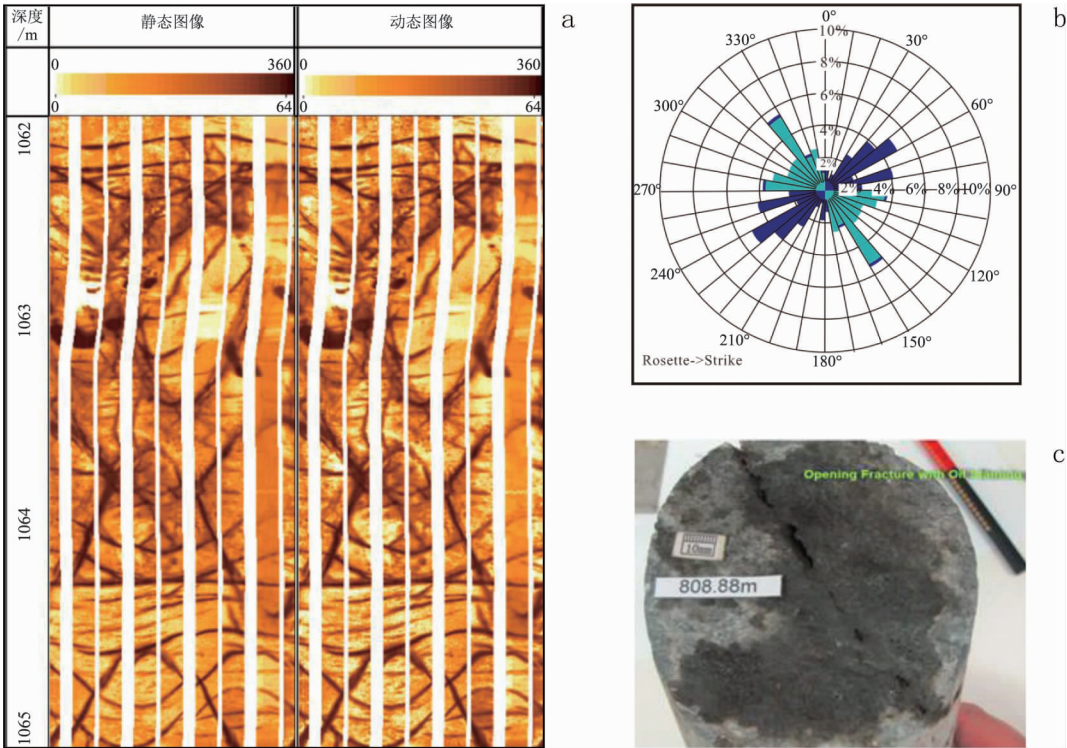 深度
/m
静态图像
动态图像
0 360
0 64
0 360
0 64
1062
1063
1064
1065
a
0°
30°
60°
90°
120°
150°
180°
210°
240°
270°
300°
330°
10%
8%
6%
4%
2%
2% 4% 6% 8% 10%
Rosette->Strike
b
Opening Fracture with Oil
10mm
808.88m
c